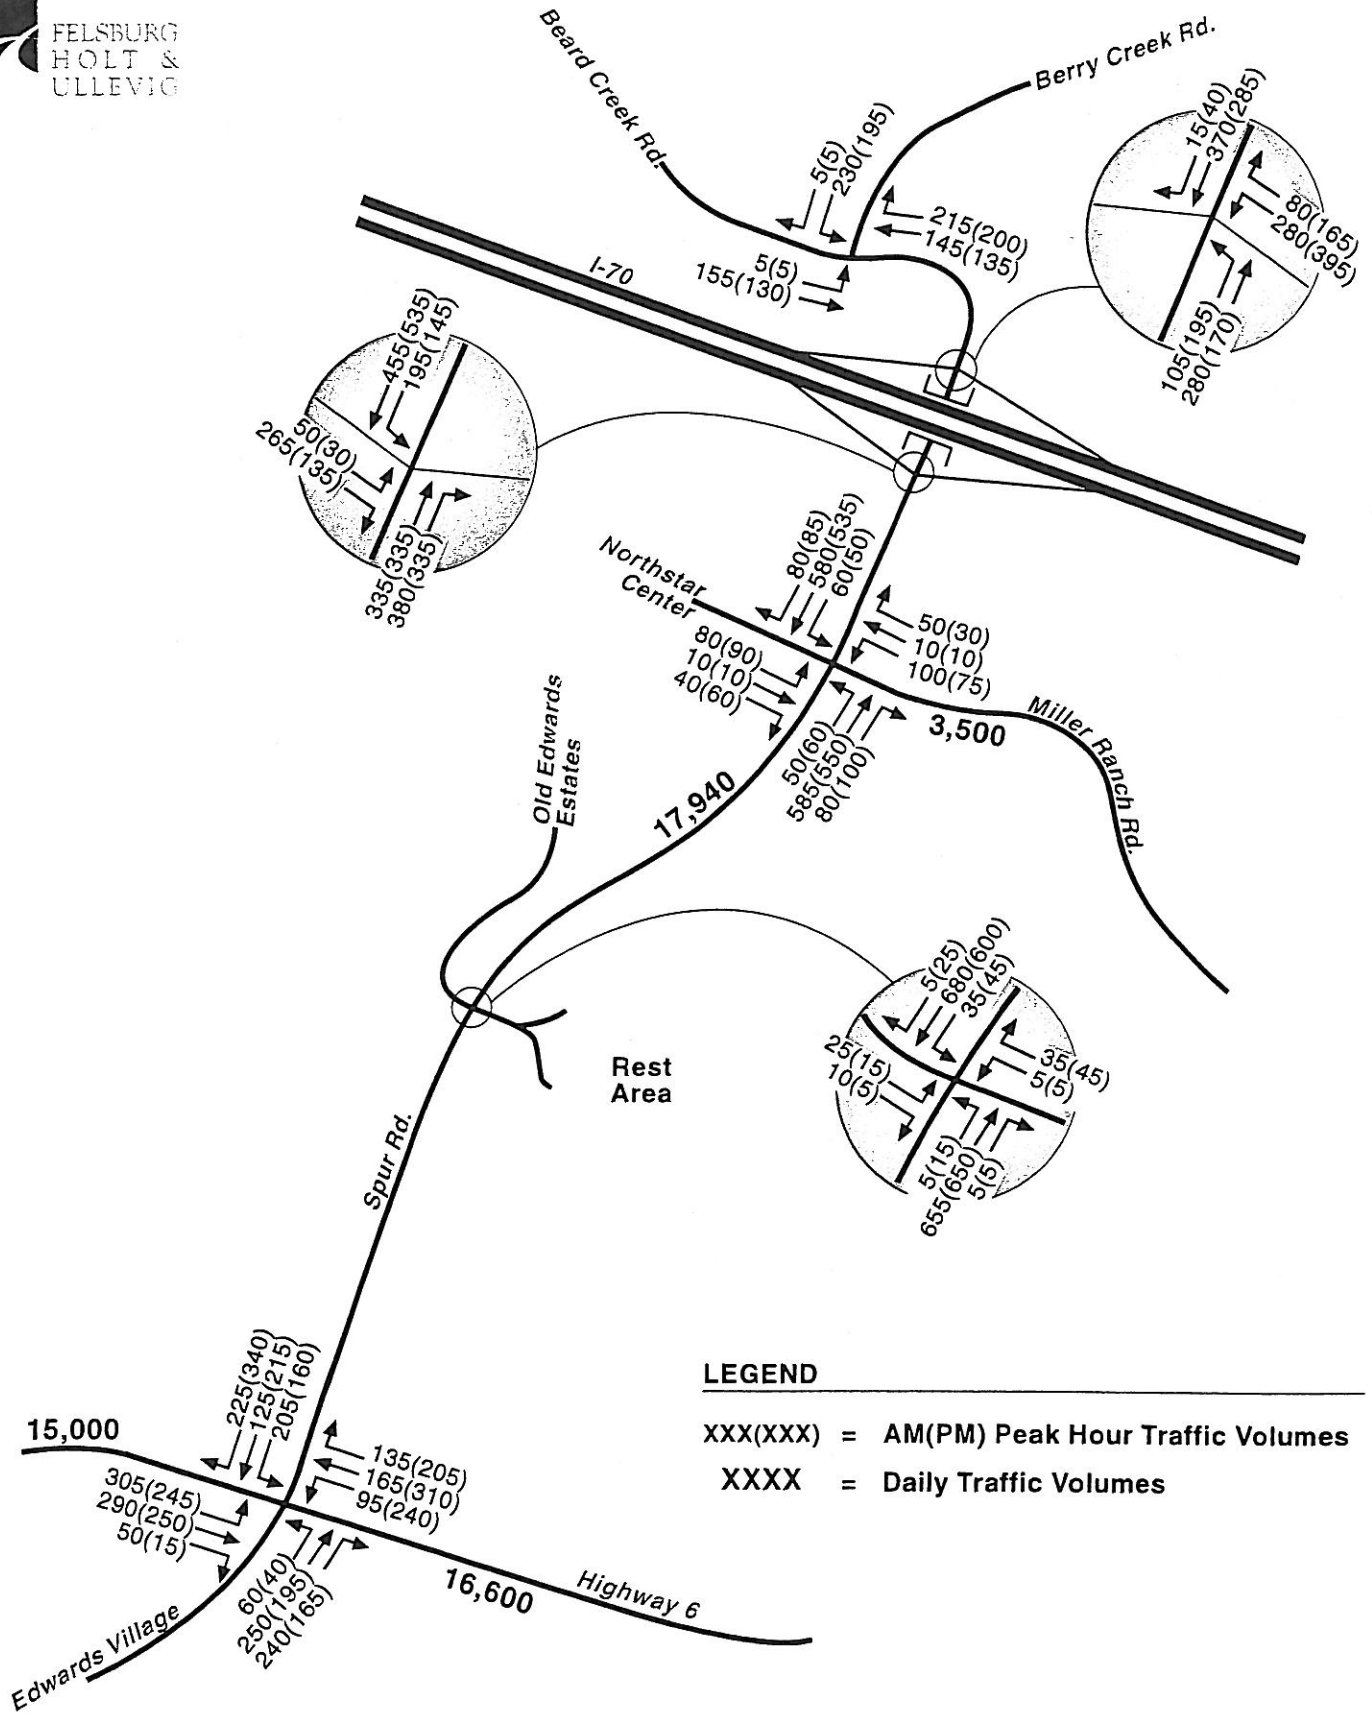 FELSBURG
HOLT &
ULLEVIG
Beard Creek Rd.
Berry Creek Rd.
5(5)
230(195)
215(200)
145(135)
5(5)
155(130)
15(40)
370(285)
80(165)
280(395)
105(195)
280(170)
I-70
455(535)
195(145)
50(30)
265(135)
335(335)
380(335)
Northstar
Center
80(85)
580(535)
60(50)
50(30)
10(10)
100(75)
80(90)
10(10)
40(60)
50(60)
585(550)
80(100)
3,500
Miller Ranch Rd.
Old Edwards
Estates
17,940
5(25)
680(600)
35(45)
35(45)
5(5)
25(15)
10(5)
5(15)
655(650)
5(5)
Rest
Area
Spur Rd.
225(340)
125(215)
205(160)
15,000
135(205)
165(310)
95(240)
305(245)
290(250)
50(15)
60(40)
250(195)
240(165)
16,600
Highway 6
Edwards Village
LEGEND
XXX(XXX) = AM(PM) Peak Hour Traffic Volumes
XXXX = Daily Traffic Volumes